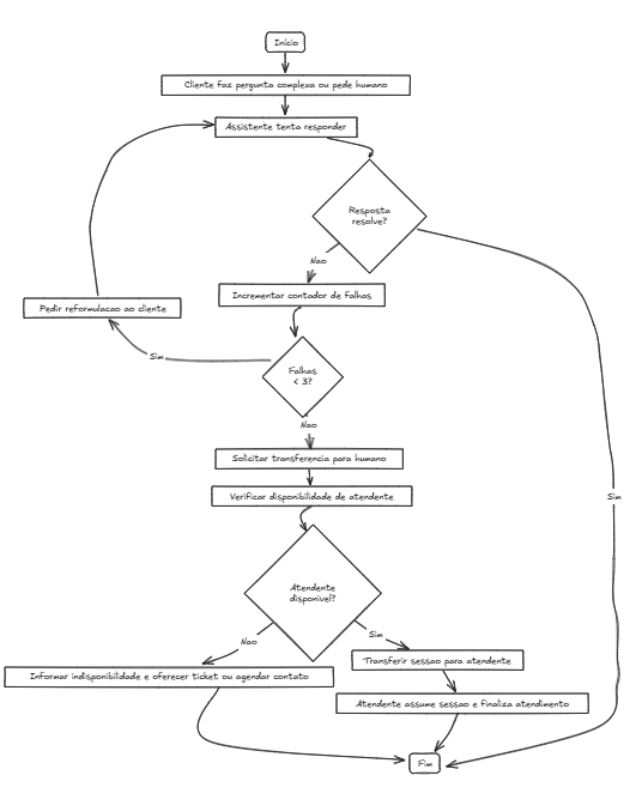 Início
Cliente faz pergunta complexa ou pede humano
Assistente tenta responder
Resposta
resolve?
Nao
Incrementar contador de falhas
Pedir reformulacao ao cliente
Falhas
< 3?
Sim
Nao
Solicitar transferencia para humano
Verificar disponibilidade de atendente
Sim
Atendente
disponivel?
Nao
Sim
Transferir sessao para atendente
Informar indisponibilidade e oferecer ticket ou agendar contato
Atendente assume sessao e finaliza atendimento
Fim